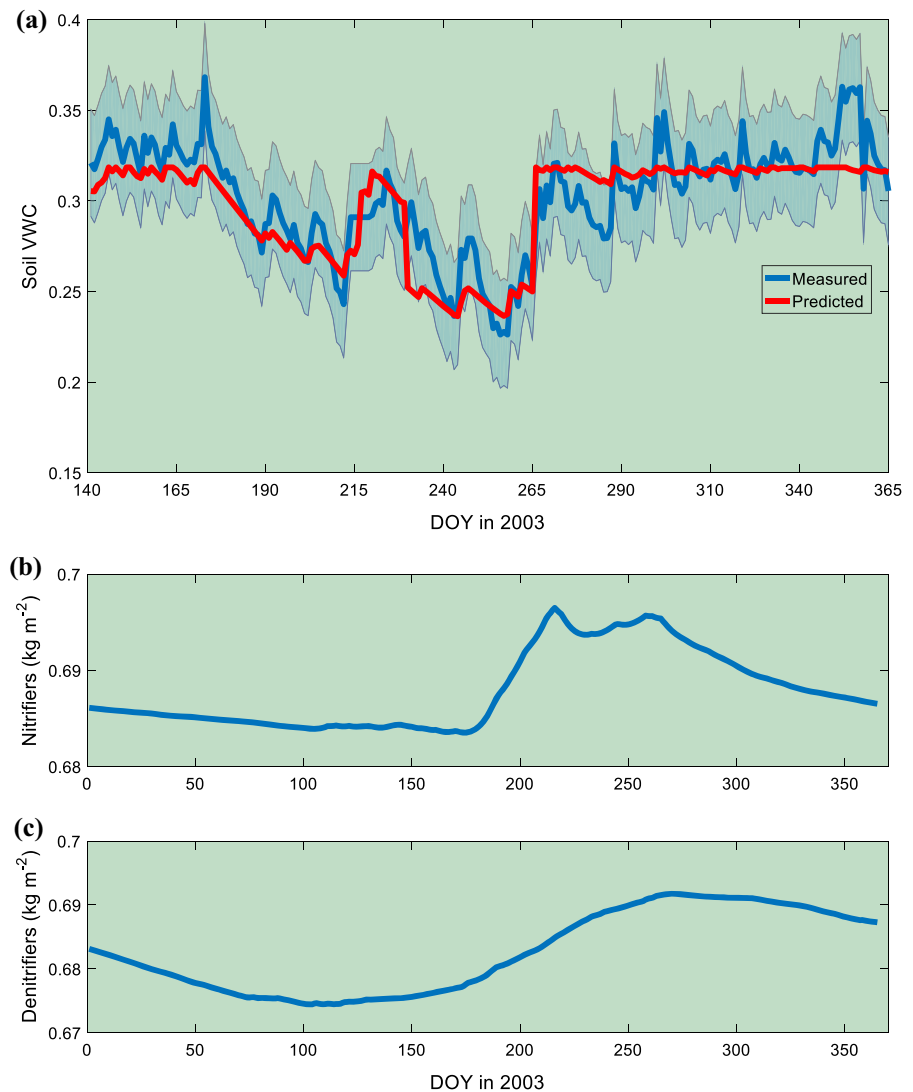 (a)
0.4
0.35
0.3
0.25
0.2
0.15
Soil VWC
Measured
Predicted
140 165 190 215 240 265 290 310 340 365
DOY in 2003
(b)
0.7
0.69
0.68
Nitrifiers (kg m⁻²)
0 50 100 150 200 250 300 350
(c)
0.7
0.69
0.68
0.67
Denitrifiers (kg m⁻²)
0 50 100 150 200 250 300 350
DOY in 2003